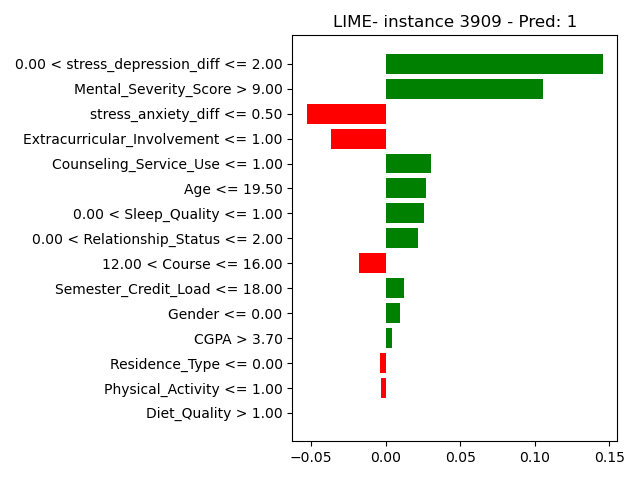 LIME- instance 3909 - Pred: 1
0.00 < stress_depression_diff <= 2.00
Mental_Severity_Score > 9.00
stress_anxiety_diff <= 0.50
Extracurricular_Involvement <= 1.00
Counseling_Service_Use <= 1.00
Age <= 19.50
0.00 < Sleep_Quality <= 1.00
0.00 < Relationship_Status <= 2.00
12.00 < Course <= 16.00
Semester_Credit_Load <= 18.00
Gender <= 0.00
CGPA > 3.70
Residence_Type <= 0.00
Physical_Activity <= 1.00
Diet_Quality > 1.00
−0.05 0.00 0.05 0.10 0.15